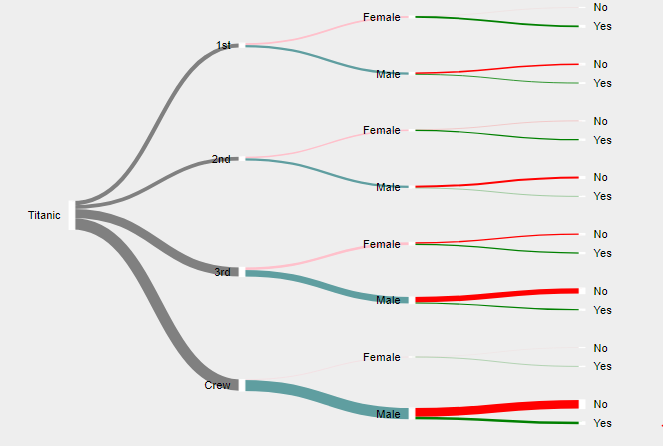 Titanic
1st
Female
No
Yes
Male
No
Yes
2nd
Female
No
Yes
Male
No
Yes
3rd
Female
No
Yes
Male
No
Yes
Crew
Female
No
Yes
Male
No
Yes